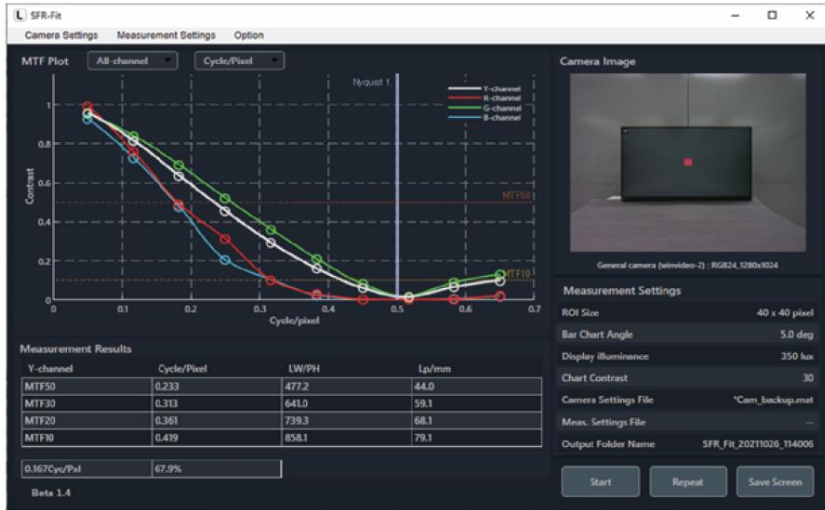 L SFR-Fit
Camera Settings Measurement Settings Option
MTF Plot All-channel Cycle/Pixel
Nyquist f.
Y-channel
R-channel
G-channel
B-channel
Contrast
1
0.8
0.6
0.4
0.2
0
MTF50
MTF10
0 0.1 0.2 0.3 0.4 0.5 0.6 0.7
Cycle/pixel
Measurement Results
Y-channel Cycle/Pixel LW/PH Lp/mm
MTF50 0.233 477.2 44.0
MTF30 0.313 641.0 59.1
MTF20 0.361 739.3 68.1
MTF10 0.419 858.1 79.1
0.167Cyc/Pxl 67.9%
Beta 1.4
Camera Image
General camera (winvideo-2) : RGB24_1280x1024
Measurement Settings
ROI Size 40 x 40 pixel
Bar Chart Angle 5.0 deg
Display illuminance 350 lux
Chart Contrast 30
Camera Settings File *Cam_backup.mat
Meas. Settings File --
Output Folder Name SFR_Fit_20211026_114006
Start Repeat Save Screen